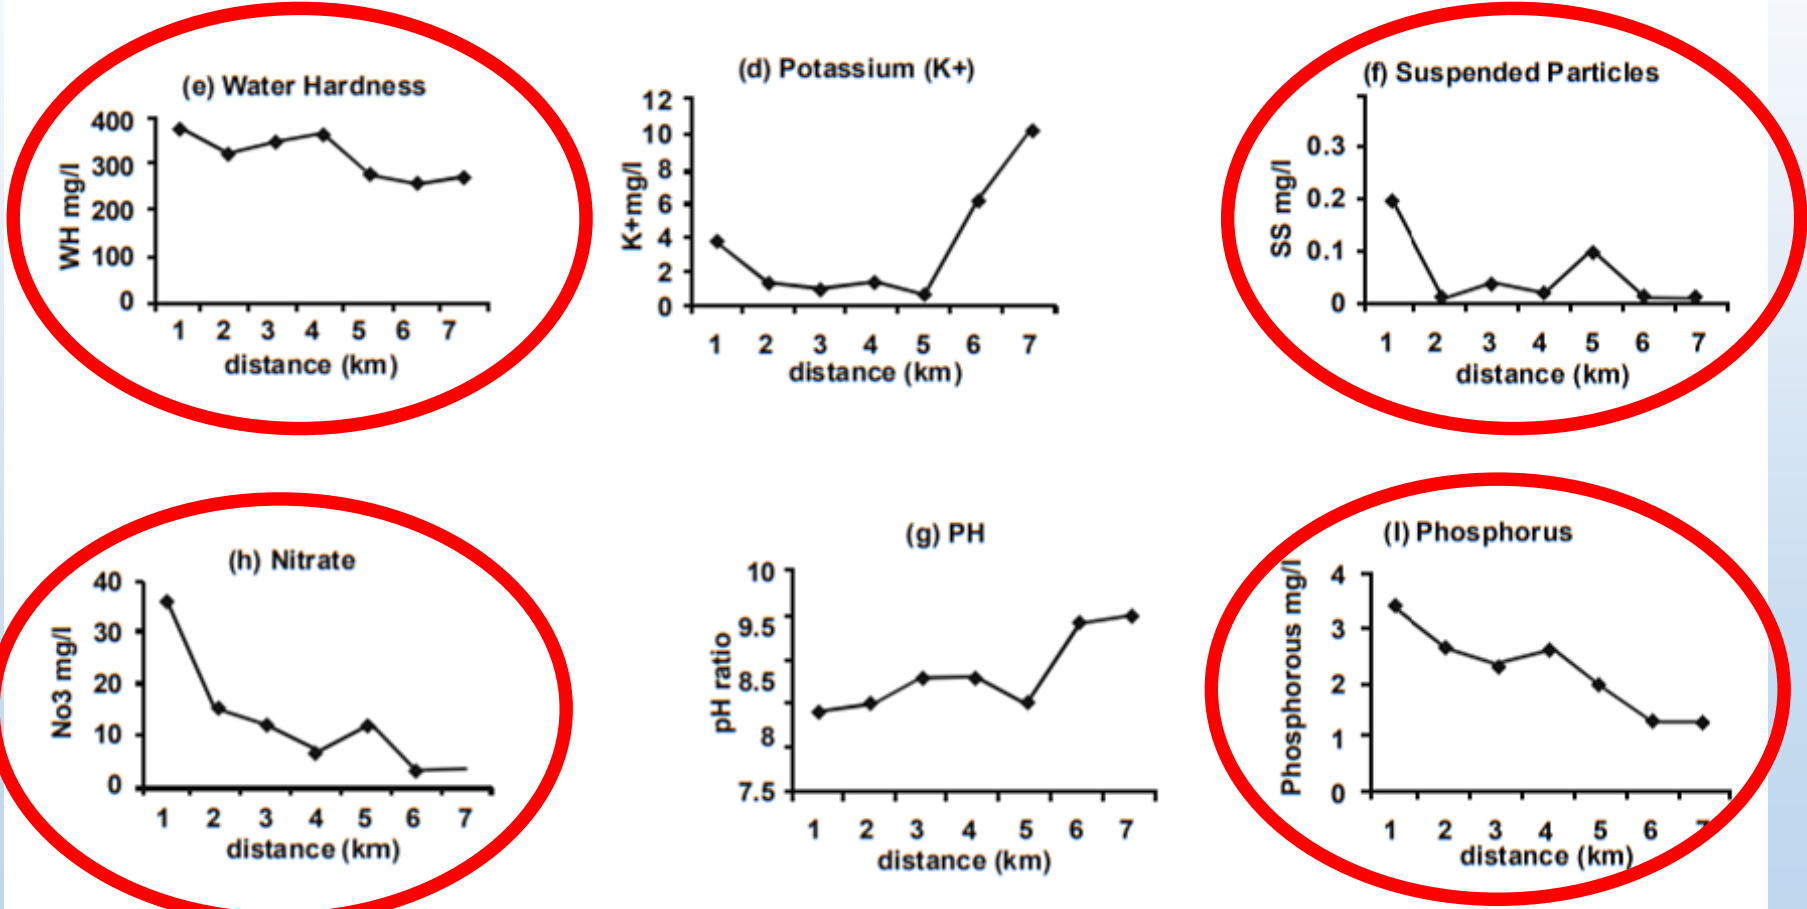 (e) Water Hardness
400
300
200
100
0
WH mg/l
1 2 3 4 5 6 7
distance (km)
(d) Potassium (K+)
12
10
8
6
4
2
0
K+mg/l
1 2 3 4 5 6 7
distance (km)
(f) Suspended Particles
0.3
0.2
0.1
0
SS mg/l
1 2 3 4 5 6 7
distance (km)
(h) Nitrate
40
30
20
10
0
No3 mg/l
1 2 3 4 5 6 7
distance (km)
(g) PH
10
9.5
8.5
8
7.5
pH ratio
1 2 3 4 5 6 7
distance (km)
(I) Phosphorus
4
3
2
1
0
Phosphorous mg/l
1 2 3 4 5 6 7
distance (km)